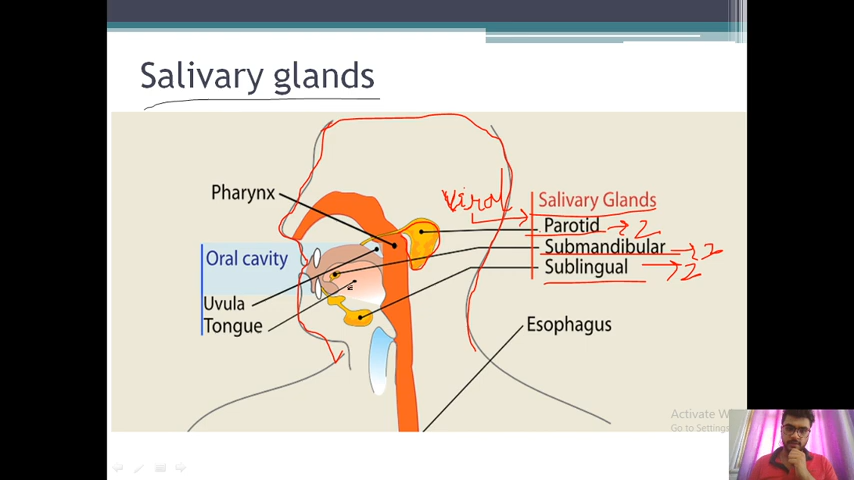 Salivary glands
Pharynx
Viral
Salivary Glands
Parotid → 2
Submandibular → 2
Sublingual → 2
Oral cavity
Uvula
Tongue
Esophagus
Activate W
Go to Settings